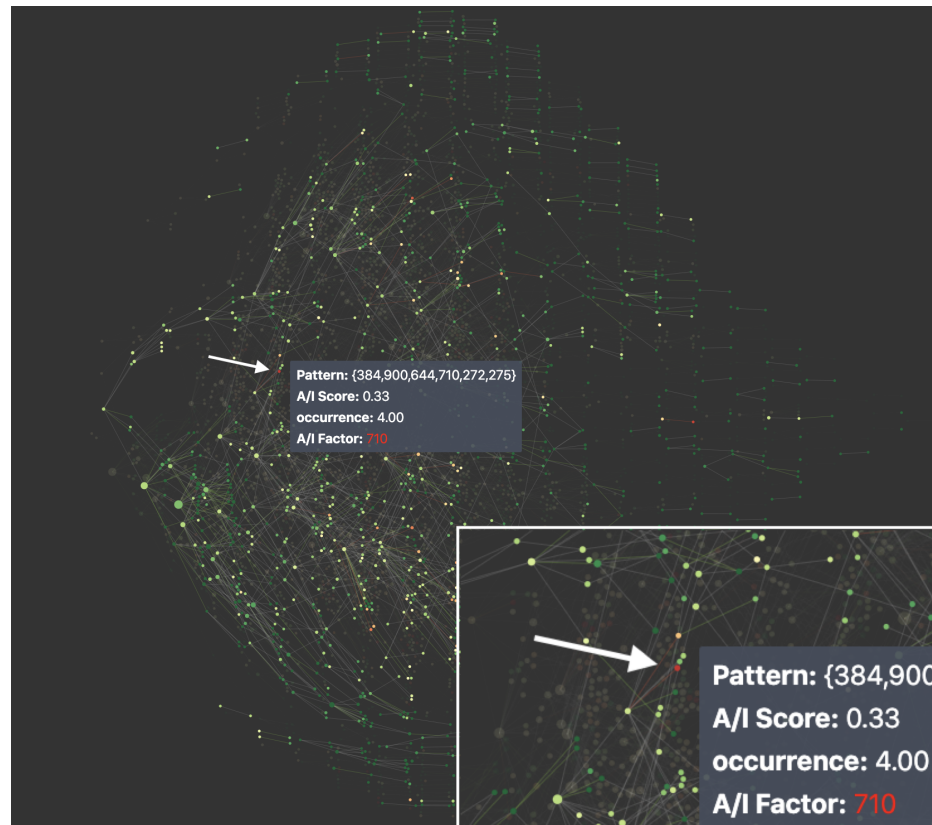 Pattern: {384,900,644,710,272,275}
A/I Score: 0.33
occurrence: 4.00
A/I Factor: 710
Pattern: {384,900
A/I Score: 0.33
occurrence: 4.00
A/I Factor: 710